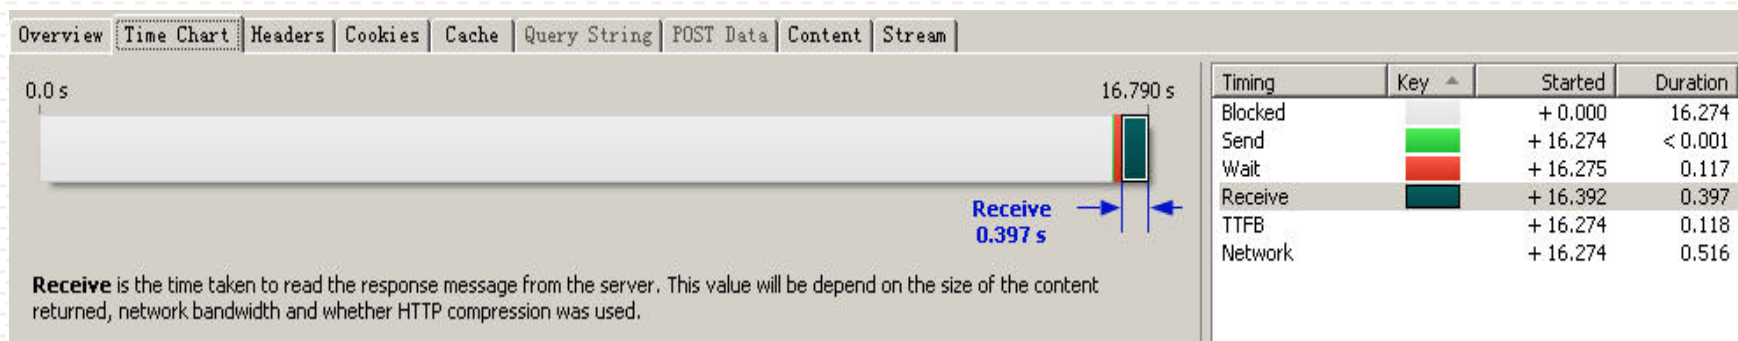 Overview Time Chart Headers Cookies Cache Query String POST Data Content Stream
0.0 s 16.790 s
Receive
0.397 s
Receive is the time taken to read the response message from the server. This value will be depend on the size of the content
returned, network bandwidth and whether HTTP compression was used.
Timing Key Started Duration
Blocked + 0.000 16.274
Send + 16.274 < 0.001
Wait + 16.275 0.117
Receive + 16.392 0.397
TTFB + 16.274 0.118
Network + 16.274 0.516